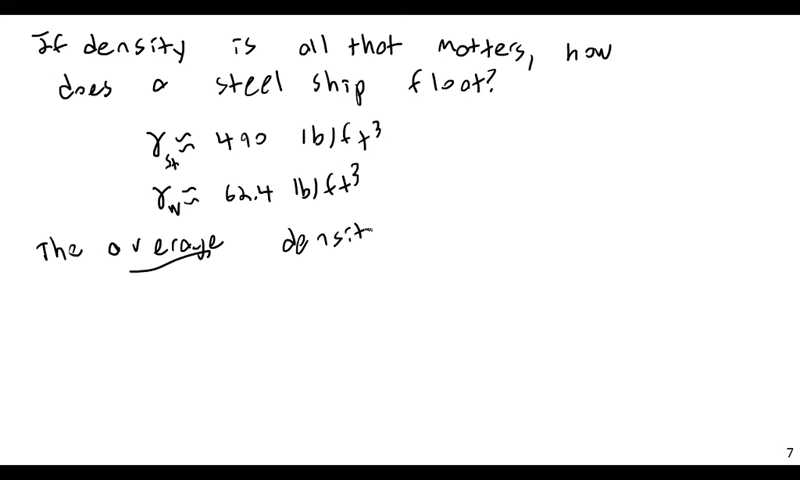 If density is all that matters, how
does a steel ship float?
γst ≈ 490 lb/ft³
γw ≈ 62.4 lb/ft³
The average densit
7